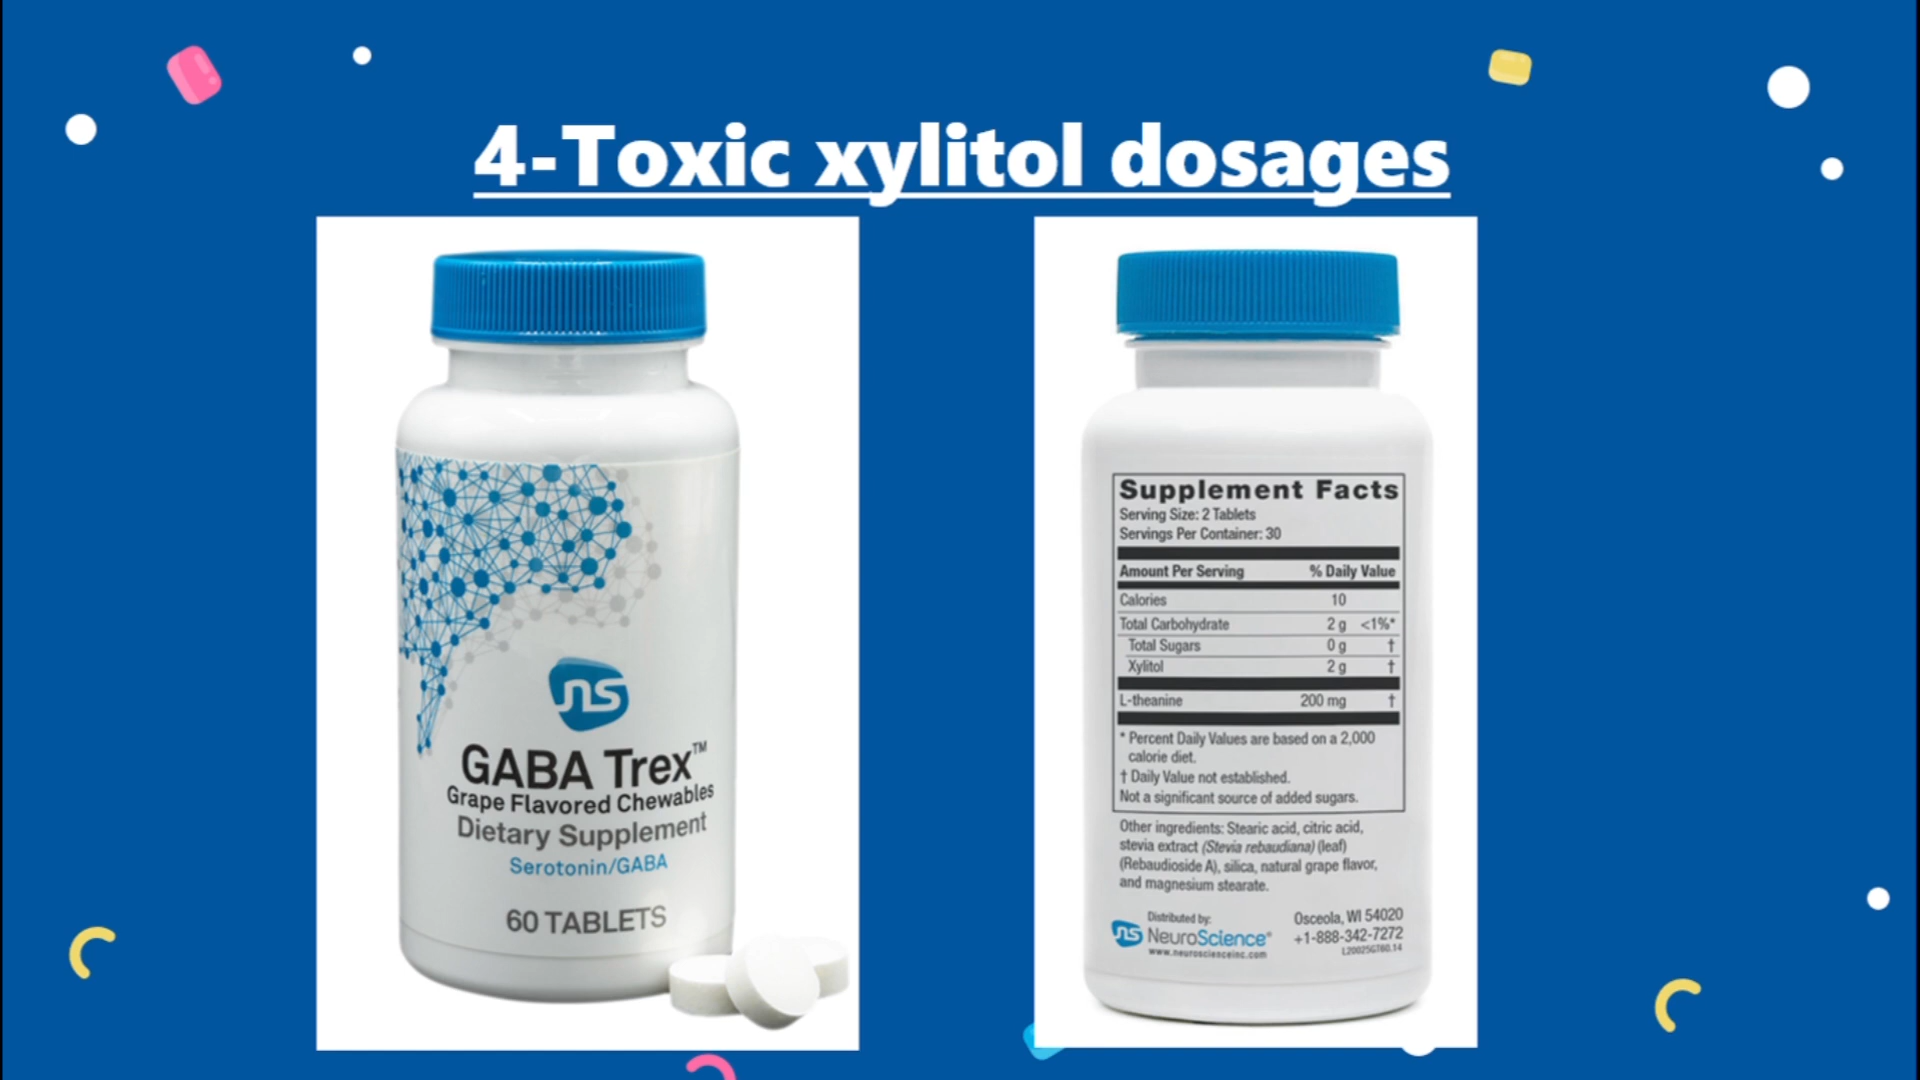 4-Toxic xylitol dosages
ns
GABA Trex™
Grape Flavored Chewables
Dietary Supplement
Serotonin/GABA
60 TABLETS
Supplement Facts
Serving Size: 2 Tablets
Servings Per Container: 30
Amount Per Serving % Daily Value
Calories 10
Total Carbohydrate 2 g <1%*
Total Sugars 0 g †
Xylitol 2 g †
L-theanine 200 mg †
* Percent Daily Values are based on a 2,000
calorie diet.
† Daily Value not established.
Not a significant source of added sugars.
Other ingredients: Stearic acid, citric acid,
stevia extract (Stevia rebaudiana) (leaf)
(Rebaudioside A), silica, natural grape flavor,
and magnesium stearate.
Distributed by:
ns NeuroScience®
www.neuroscienceinc.com
Osceola, WI 54020
+1-888-342-7272